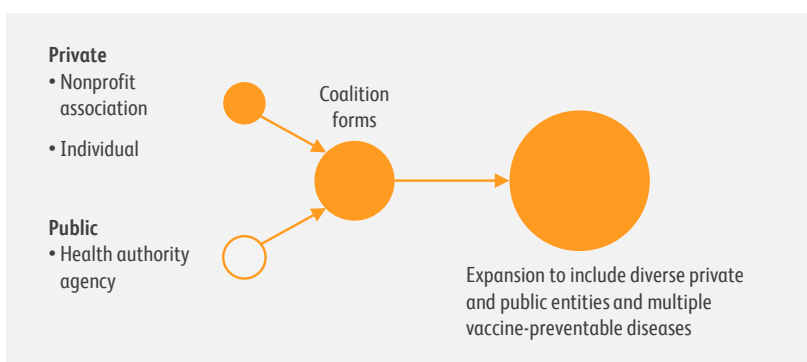 Private
• Nonprofit
association
• Individual
Coalition
forms
Public
• Health authority
agency
Expansion to include diverse private
and public entities and multiple
vaccine-preventable diseases